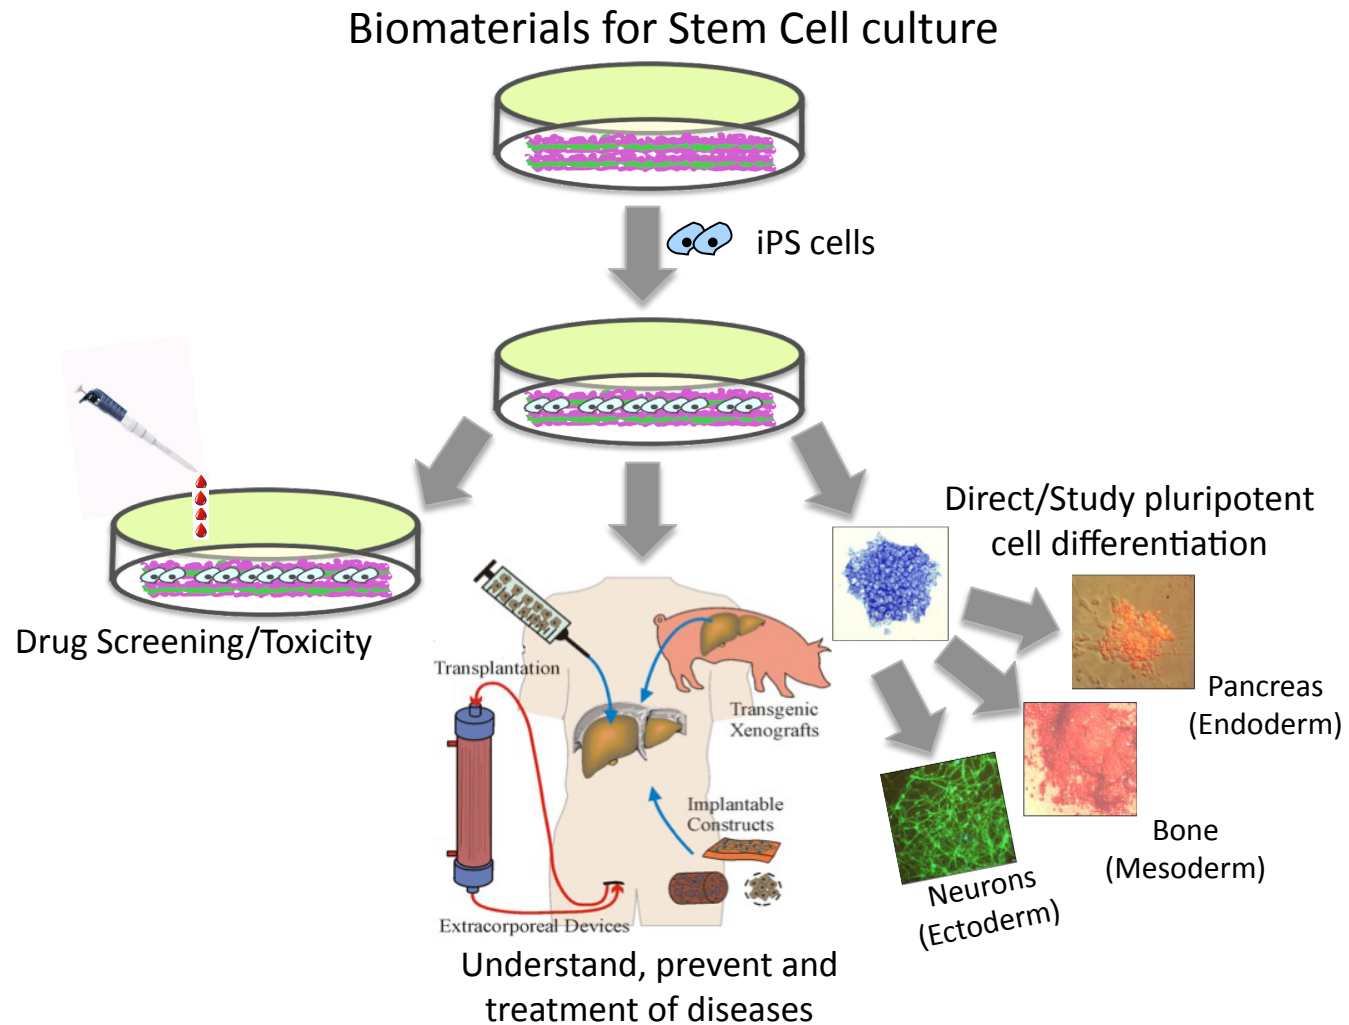 Biomaterials for Stem Cell culture
iPS cells
Drug Screening/Toxicity
Transplantation
Transgenic
Xenografts
Implantable
Constructs
Extracorporeal Devices
Understand, prevent and
treatment of diseases
Direct/Study pluripotent
cell differentiation
Pancreas
(Endoderm)
Bone
(Mesoderm)
Neurons
(Ectoderm)